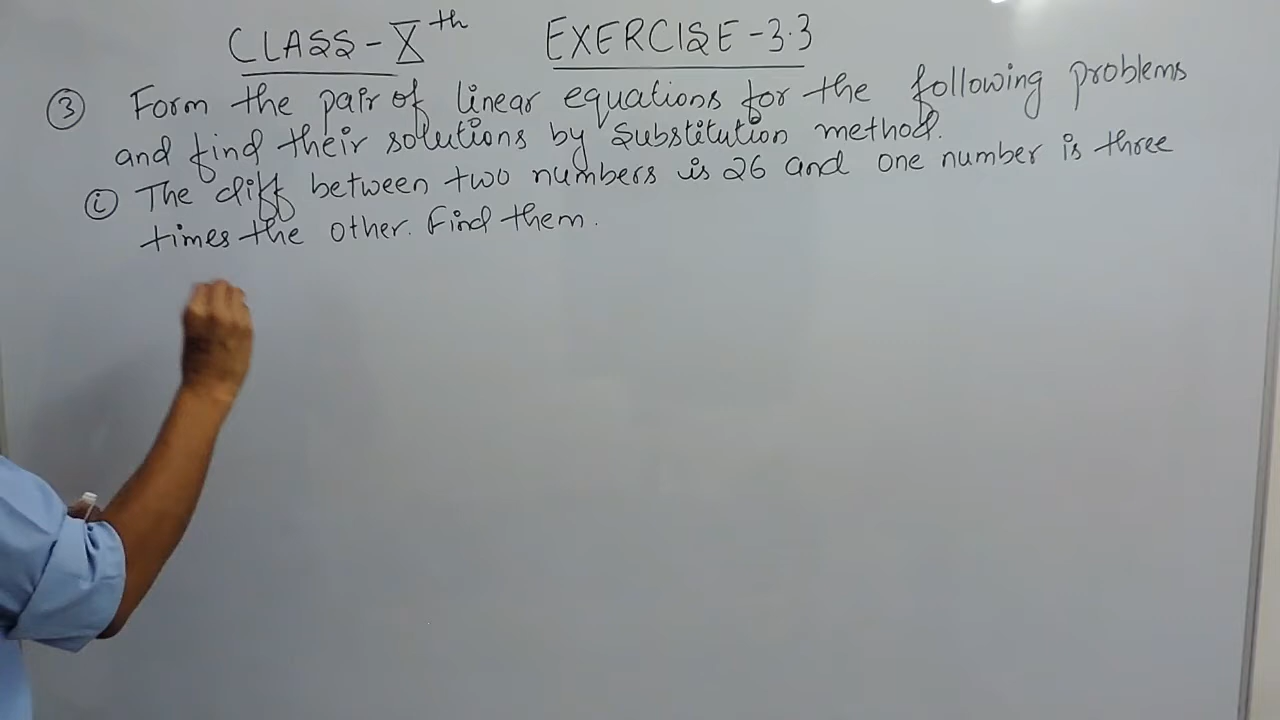 CLASS-Xth EXERCISE-3.3
③ Form the pair of linear equations for the following problems
and find their solutions by Substitution method.
ⓘ The diff between two numbers is 26 and one number is three
times the other. Find them.